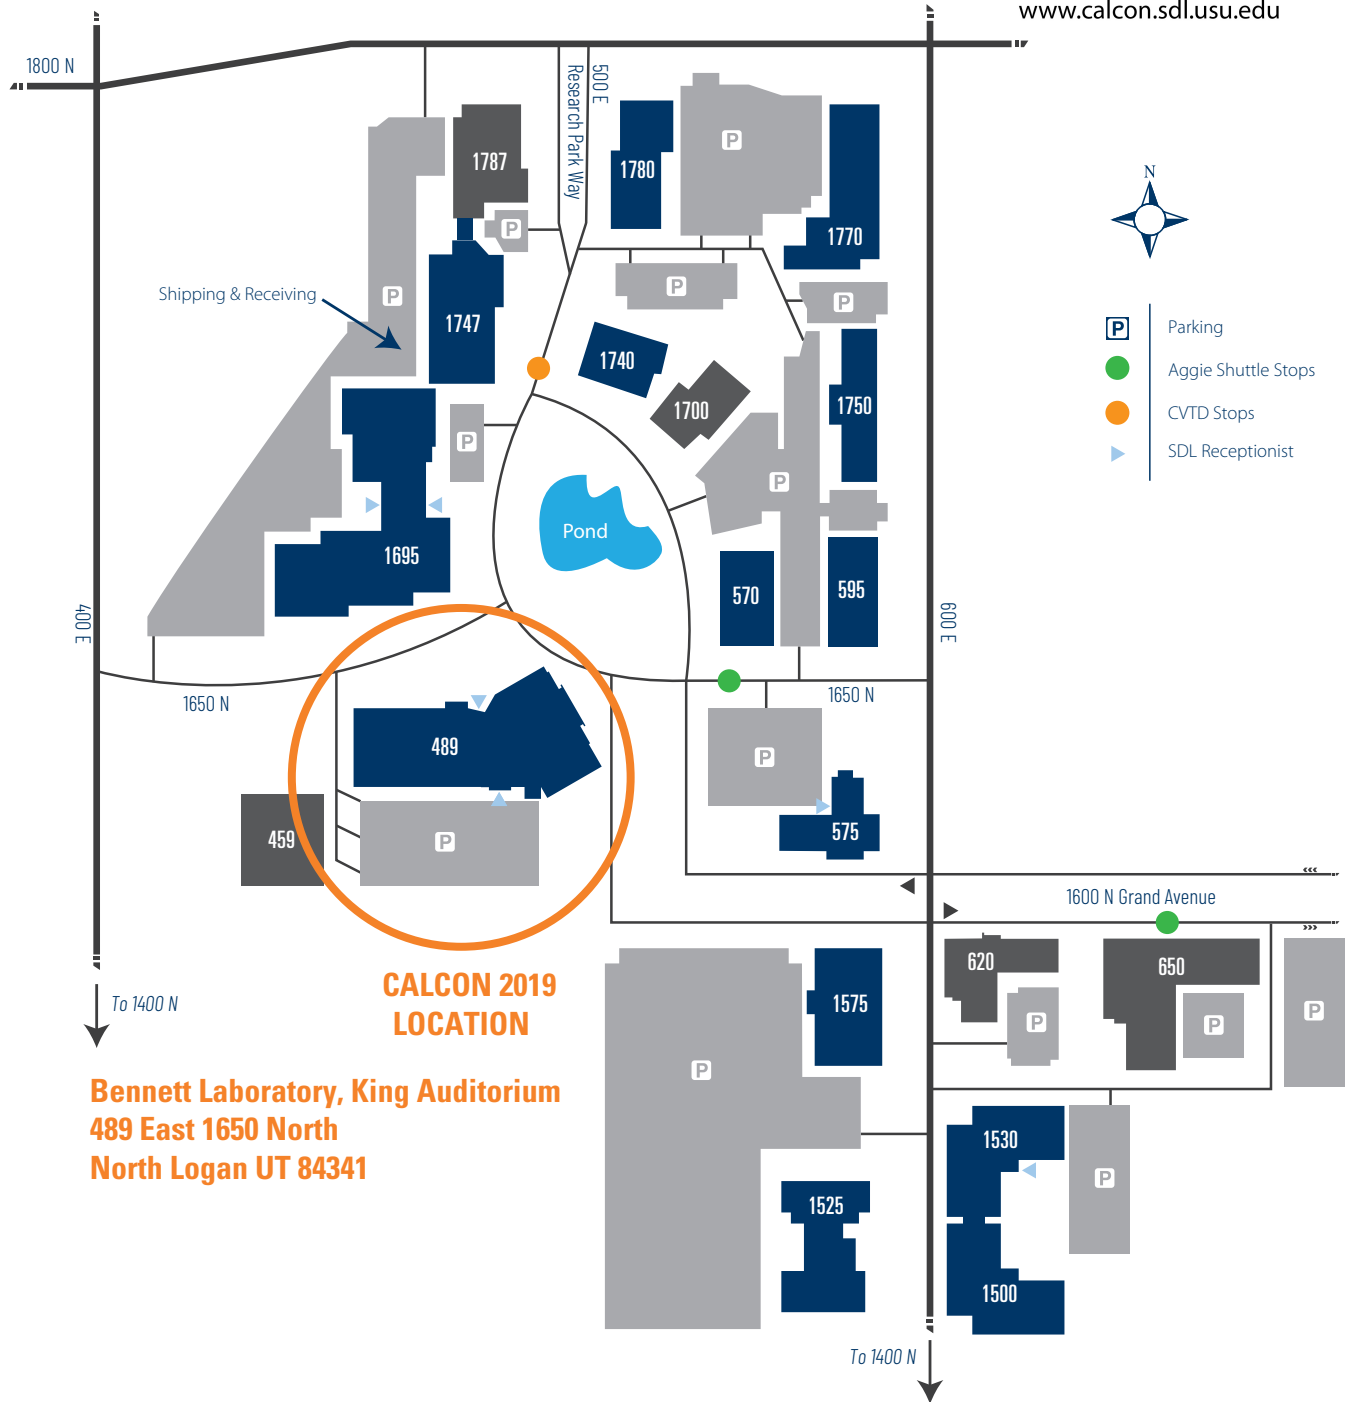 www.calcon.sdl.usu.edu
1800 N
500 E
Research Park Way
P
1787
1780
1770
P
N
P
P
P
Shipping & Receiving
1747
P
Parking
1740
Aggie Shuttle Stops
1700
1750
CVTD Stops
P
SDL Receptionist
P
Pond
1695
570
595
400 E
600 E
1650 N
1650 N
489
P
575
459
P
1600 N Grand Avenue
620
650
CALCON 2019
LOCATION
To 1400 N
1575
P
P
P
P
Bennett Laboratory, King Auditorium
489 East 1650 North
North Logan UT 84341
1530
P
1525
1500
To 1400 N